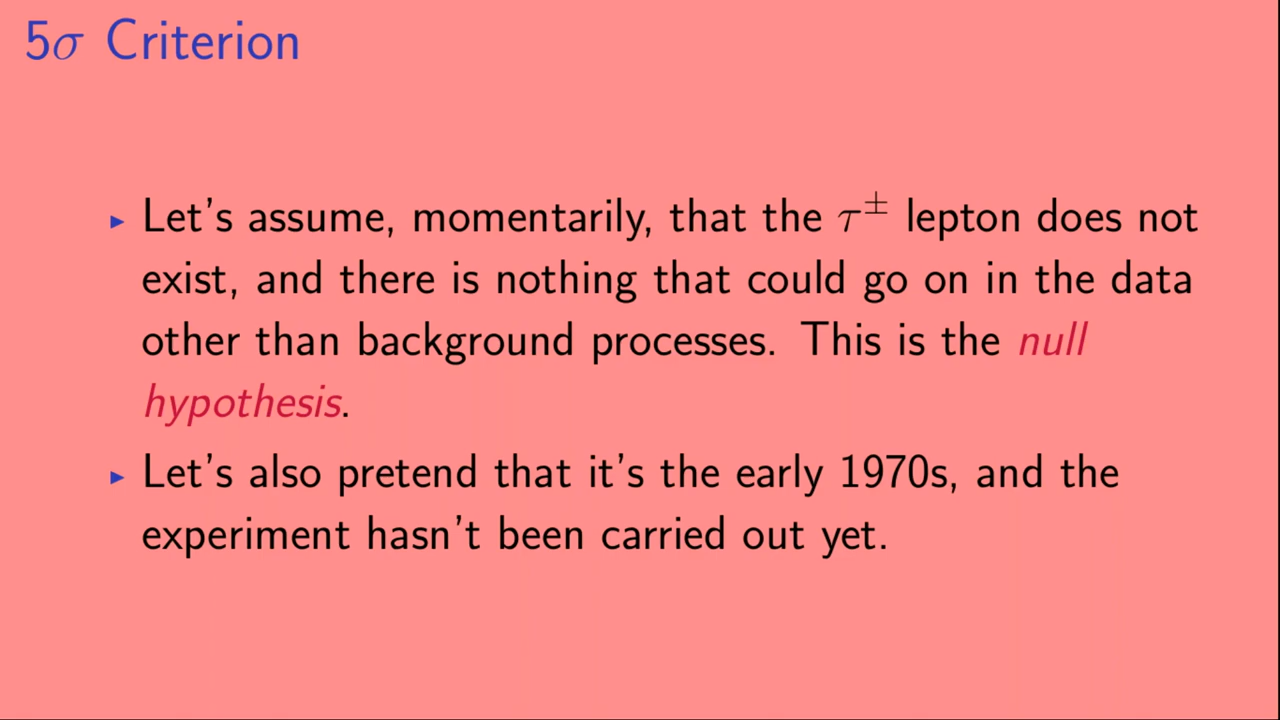 5σ Criterion
▸ Let's assume, momentarily, that the τ± lepton does not
exist, and there is nothing that could go on in the data
other than background processes. This is the null
hypothesis.
▸ Let's also pretend that it's the early 1970s, and the
experiment hasn't been carried out yet.